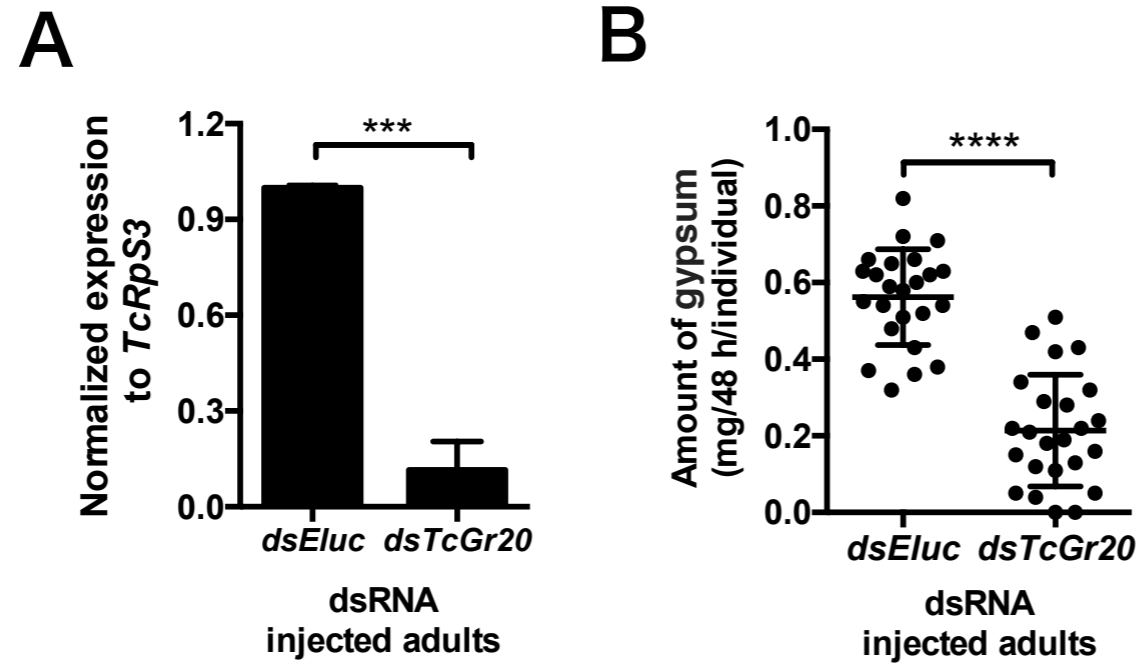 A
Normalized expression
to TcRpS3
1.2
0.9
0.6
0.3
0.0
***
dsEluc dsTcGr20
dsRNA
injected adults
B
Amount of gypsum
(mg/48 h/individual)
1.0
0.8
0.6
0.4
0.2
0.0
****
dsEluc dsTcGr20
dsRNA
injected adults